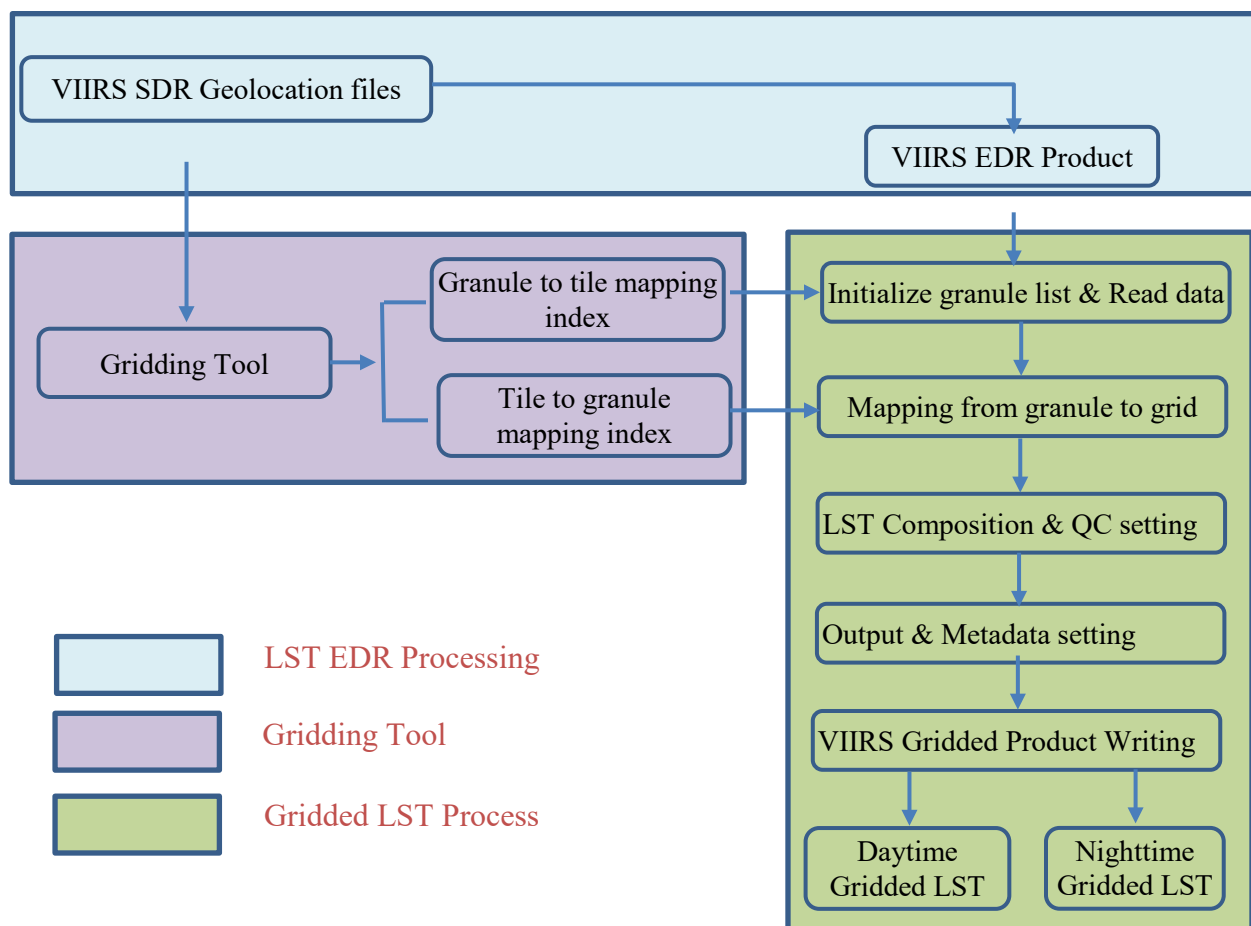 VIIRS SDR Geolocation files
VIIRS EDR Product
Granule to tile mapping
index
Initialize granule list & Read data
Gridding Tool
Tile to granule
mapping index
Mapping from granule to grid
LST Composition & QC setting
Output & Metadata setting
VIIRS Gridded Product Writing
Daytime
Gridded LST
Nighttime
Gridded LST
LST EDR Processing
Gridding Tool
Gridded LST Process